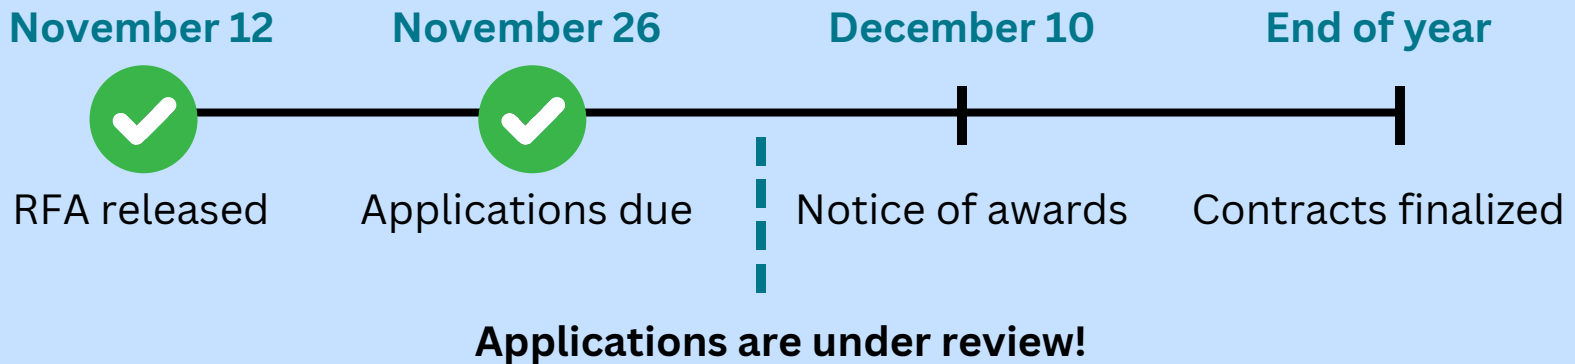 November 12
November 26
December 10
End of year
RFA released
Applications due
Notice of awards
Contracts finalized
Applications are under review!